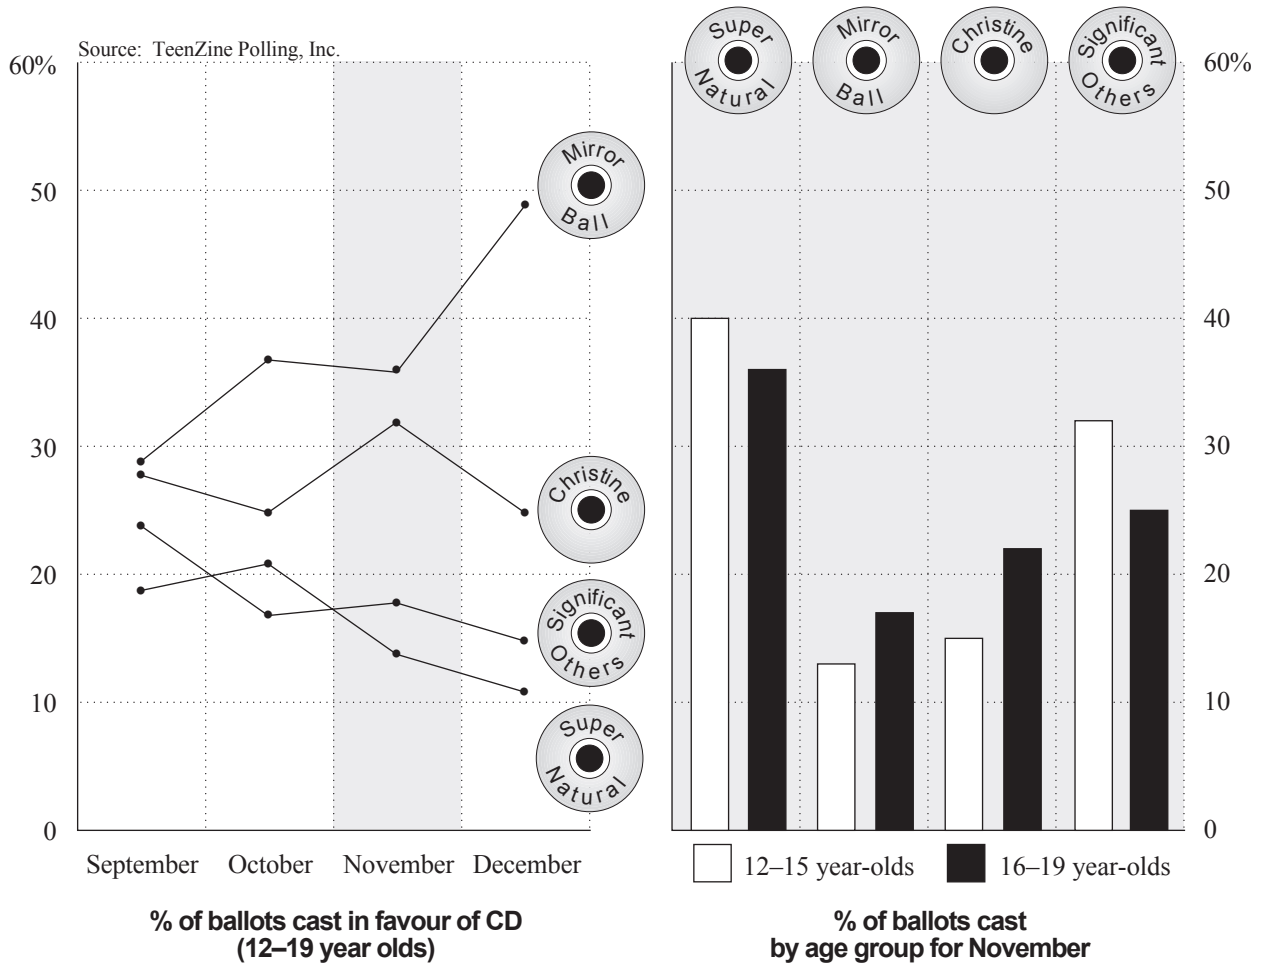 Source: TeenZine Polling, Inc.
60%
50
40
30
20
10
0
September October November December
Mirror
Ball
Christine
Significant
Others
Super
Natural
% of ballots cast in favour of CD
(12–19 year olds)
Super
Natural
Mirror
Ball
Christine
Significant
Others
60%
50
40
30
20
10
0
12–15 year-olds 16–19 year-olds
% of ballots cast
by age group for November